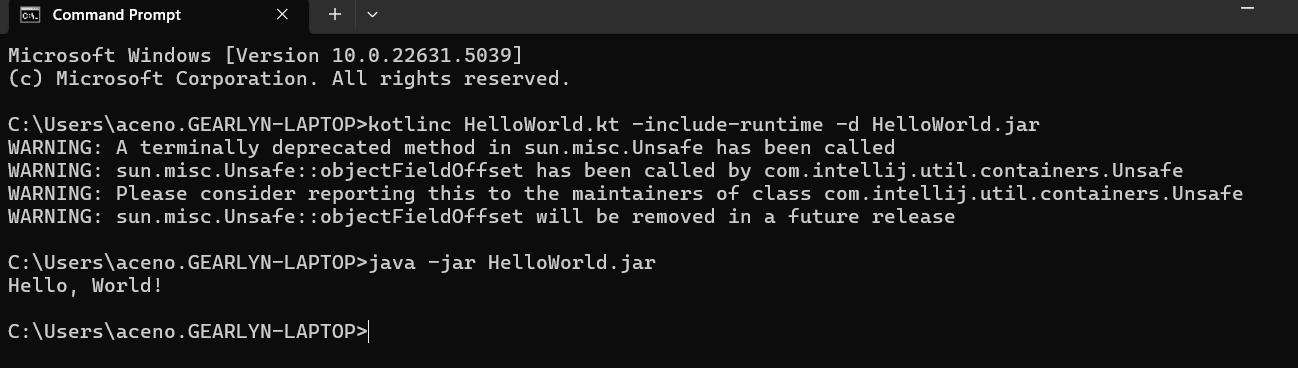 Command Prompt
Microsoft Windows [Version 10.0.22631.5039]
(c) Microsoft Corporation. All rights reserved.
C:\Users\aceno.GEARLYN-LAPTOP>kotlinc HelloWorld.kt -include-runtime -d HelloWorld.jar
WARNING: A terminally deprecated method in sun.misc.Unsafe has been called
WARNING: sun.misc.Unsafe::objectFieldOffset has been called by com.intellij.util.containers.Unsafe
WARNING: Please consider reporting this to the maintainers of class com.intellij.util.containers.Unsafe
WARNING: sun.misc.Unsafe::objectFieldOffset will be removed in a future release
C:\Users\aceno.GEARLYN-LAPTOP>java -jar HelloWorld.jar
Hello, World!
C:\Users\aceno.GEARLYN-LAPTOP>